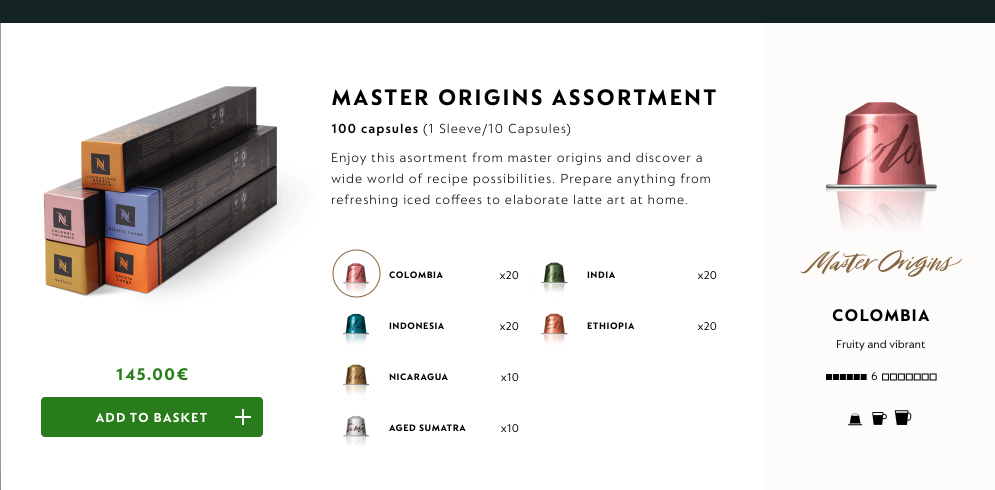 MASTER ORIGINS ASSORTMENT
100 capsules (1 Sleeve/10 Capsules)
Enjoy this asortment from master origins and discover a
wide world of recipe possibilities. Prepare anything from
refreshing iced coffees to elaborate latte art at home.
COLOMBIA x20
INDIA x20
INDONESIA x20
ETHIOPIA x20
NICARAGUA x10
AGED SUMATRA x10
145.00€
ADD TO BASKET +
Colo
Master Origins
COLOMBIA
Fruity and vibrant
6